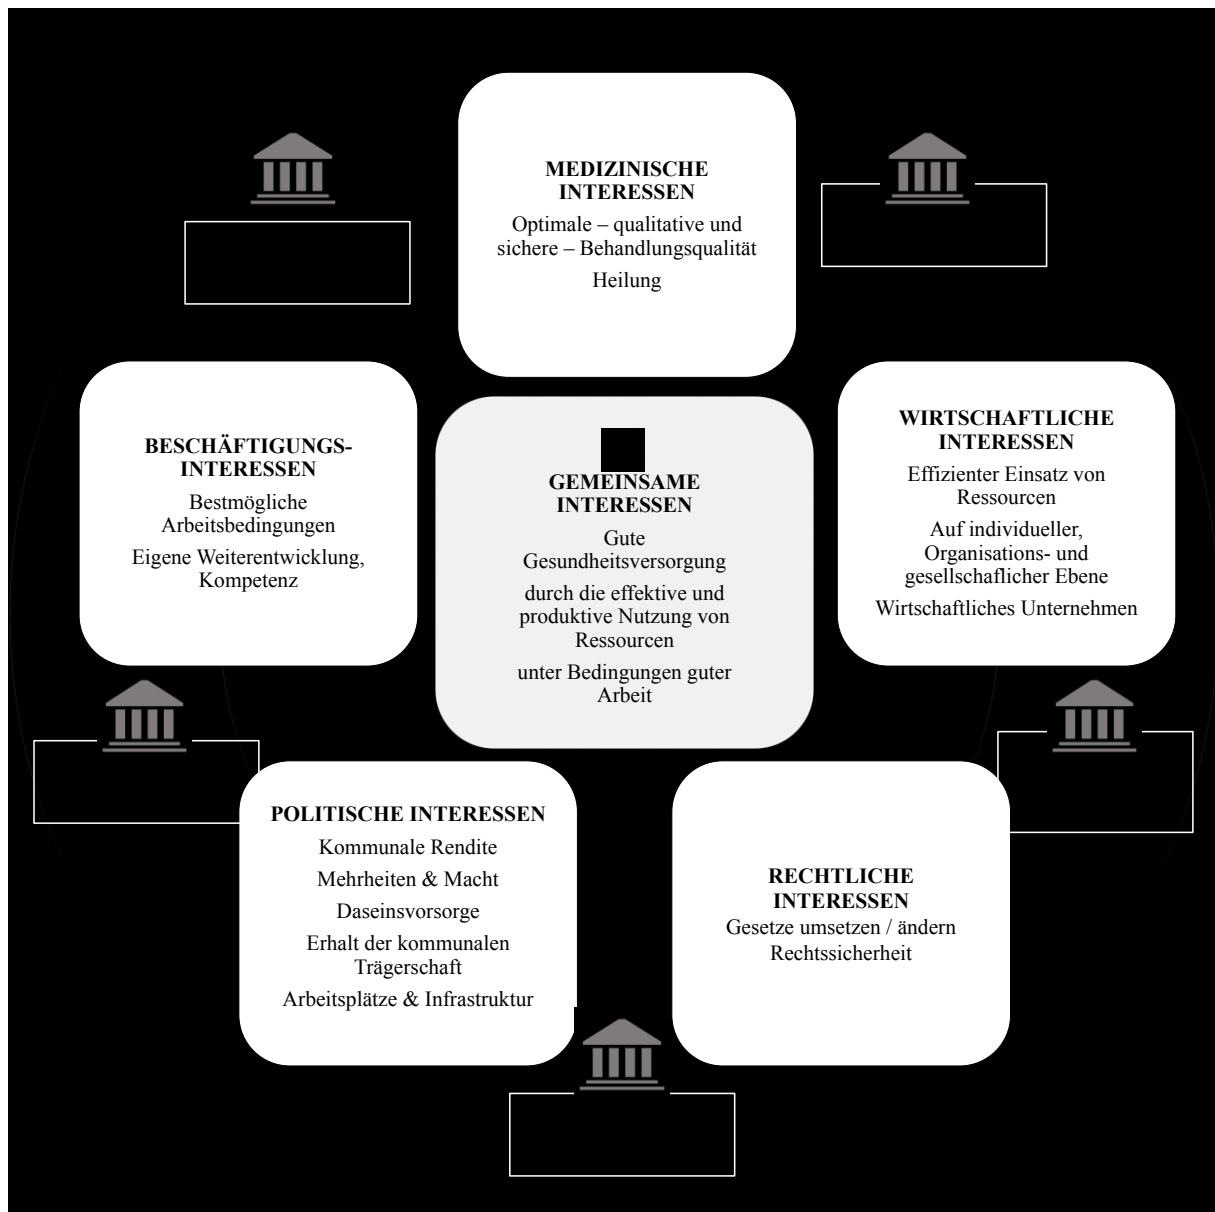 MEDIZINISCHE
INTERESSEN
Optimale – qualitative und
sichere – Behandlungsqualität
Heilung
BESCHÄFTIGUNGS-
INTERESSEN
Bestmögliche
Arbeitsbedingungen
Eigene Weiterentwicklung,
Kompetenz
GEMEINSAME
INTERESSEN
Gute
Gesundheitsversorgung
durch die effektive und
produktive Nutzung von
Ressourcen
unter Bedingungen guter
Arbeit
WIRTSCHAFTLICHE
INTERESSEN
Effizienter Einsatz von
Ressourcen
Auf individueller,
Organisations- und
gesellschaflicher Ebene
Wirtschaftliches Unternehmen
POLITISCHE INTERESSEN
Kommunale Rendite
Mehrheiten & Macht
Daseinsvorsorge
Erhalt der kommunalen
Trägerschaft
Arbeitsplätze & Infrastruktur
RECHTLICHE
INTERESSEN
Gesetze umsetzen / ändern
Rechtssicherheit